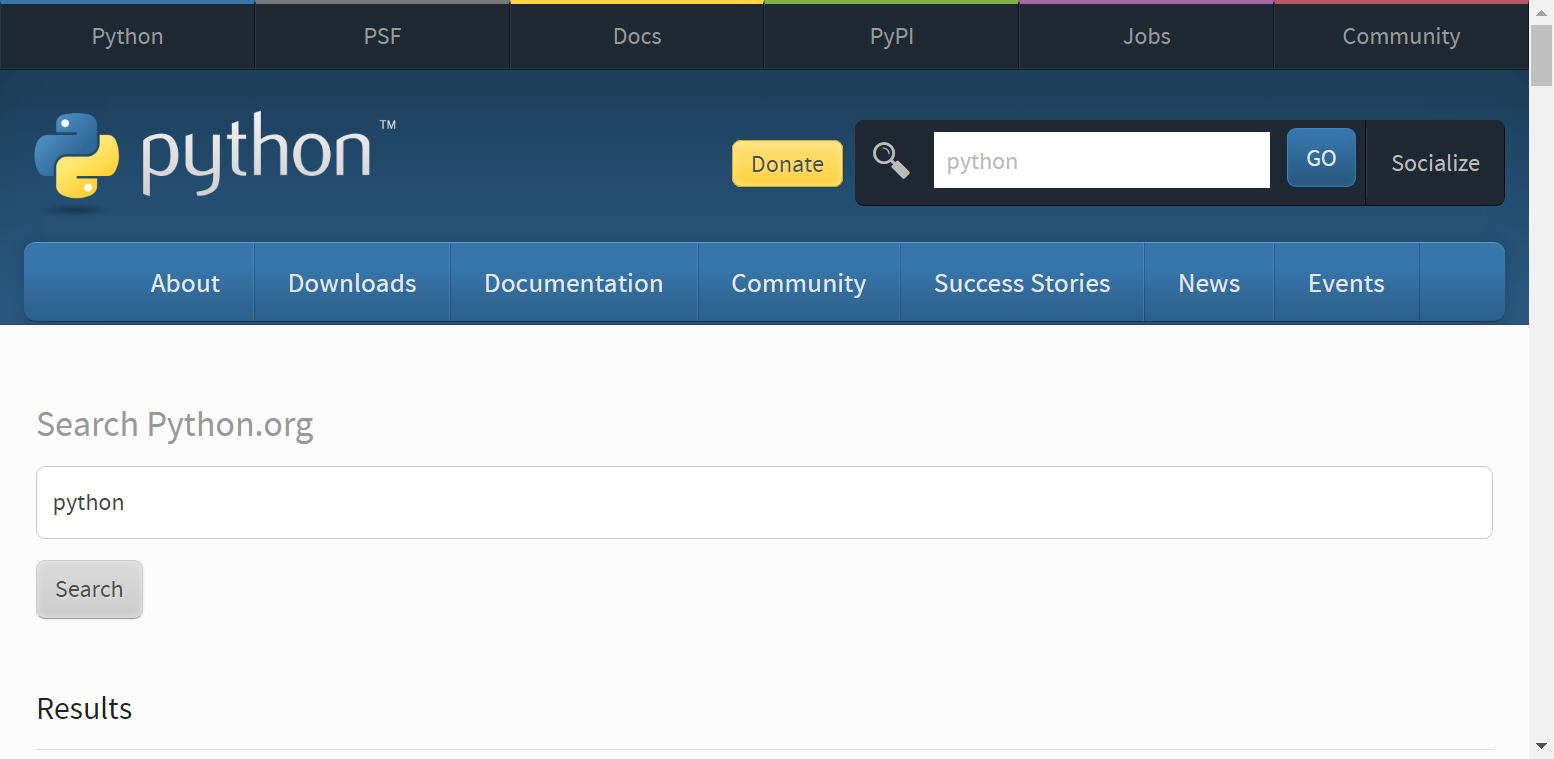 Python PSF Docs PyPI Jobs Community
python™
Donate python GO Socialize
About Downloads Documentation Community Success Stories News Events
Search Python.org
python
Search
Results